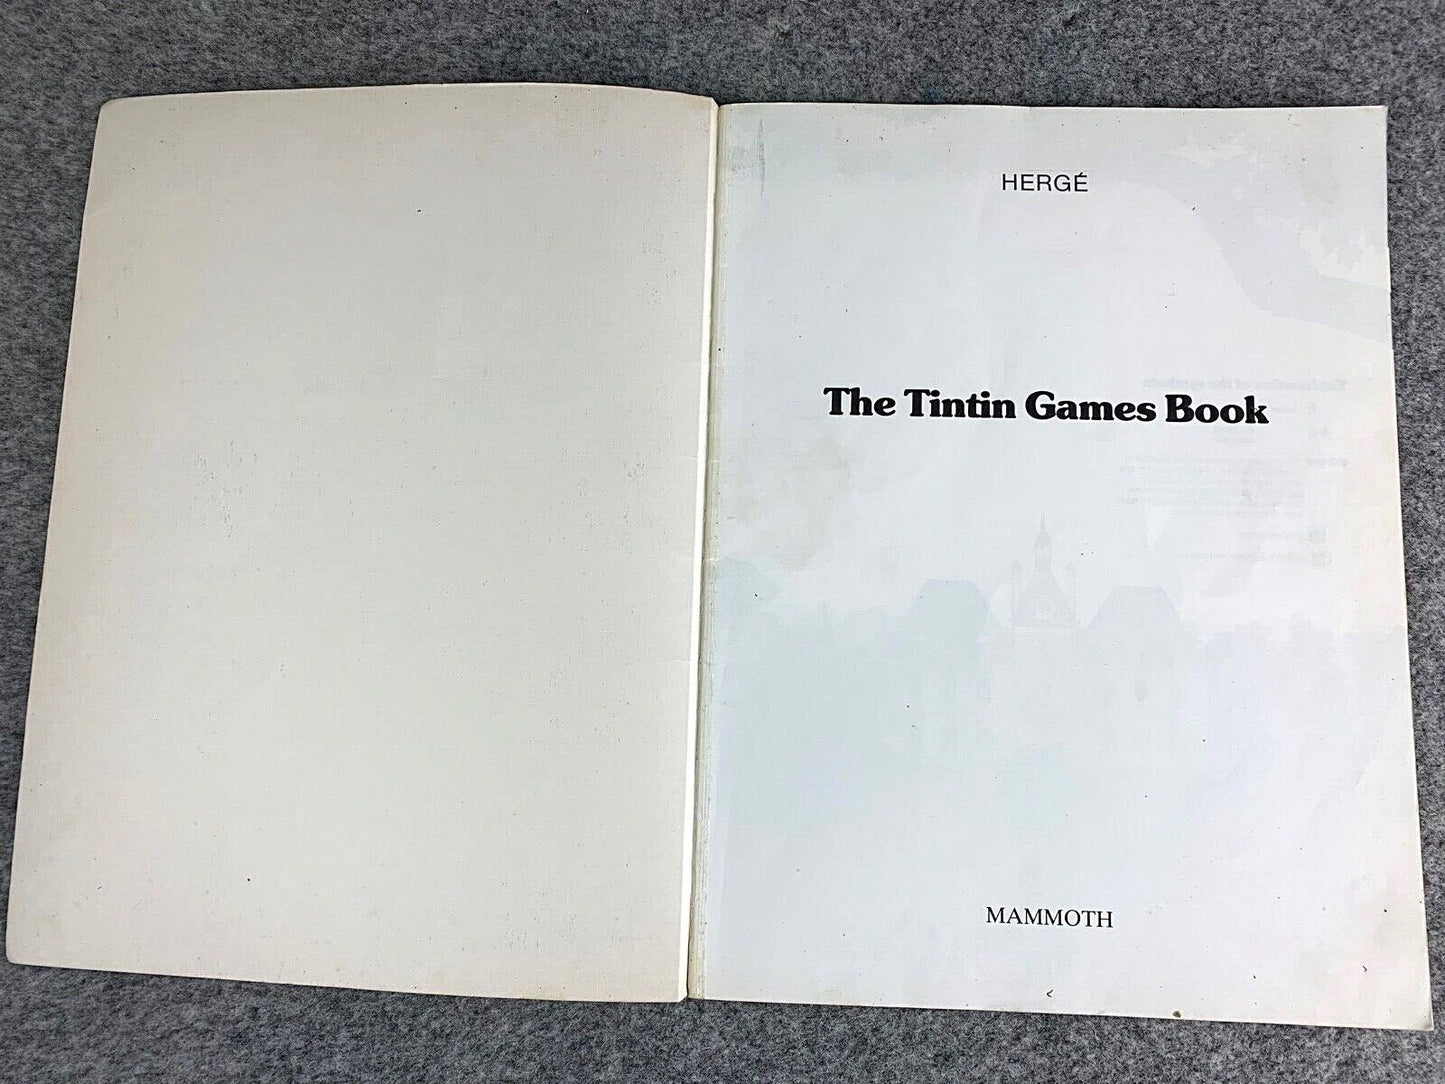 HERGÉ
The Tintin Games Book
MAMMOTH